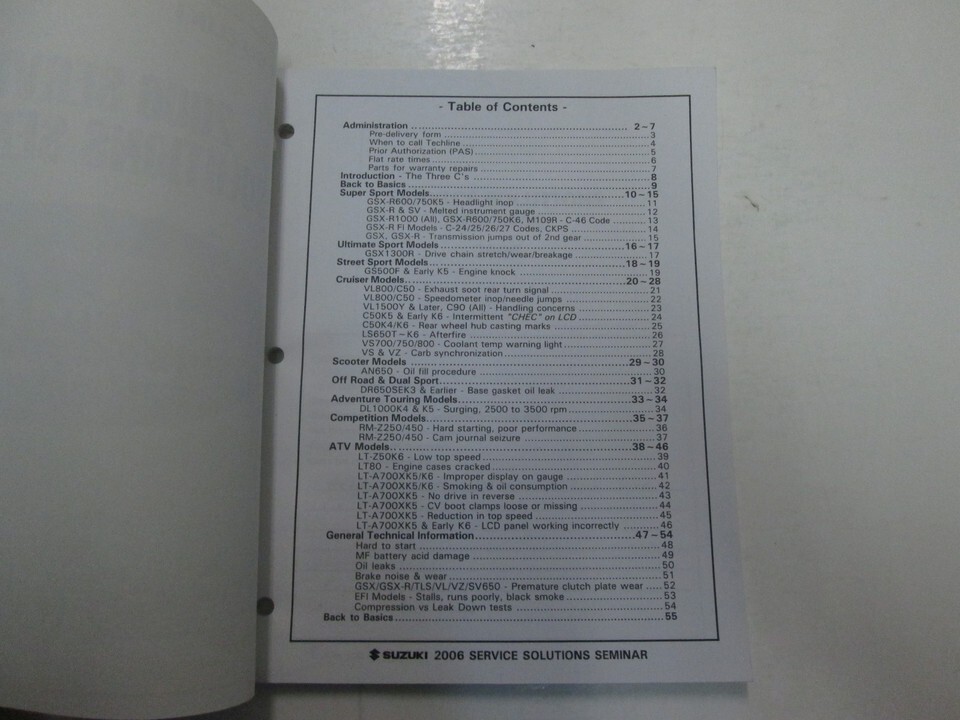 - Table of Contents -
Administration ........ 2 - 7
Pre-delivery form ........ 3
When to call Techline ........ 4
Prior Authorization (PAS) ........ 5
Flat rate times ........ 6
Parts for warranty repairs ........ 7
Introduction - The Three C's ........ 8
Back to Basics ........ 9
Super Sport Models ........ 10 ~ 15
GSX-R600/750K5 - Headlight inop ........ 11
GSX-R & SV - Melted instrument gauge ........ 12
GSX-R1000 (All), GSX-R600/750K6, M109R - C-46 Code ........ 13
GSX-R FI Models - C-24/25/26/27 Codes, CKPS ........ 14
GSX, GSX-R - Transmission jumps out of 2nd gear ........ 15
Ultimate Sport Models ........ 16 ~ 17
GSX1300R - Drive chain stretch/wear/breakage ........ 17
Street Sport Models ........ 18 ~ 19
GS500F & Early K5 - Engine knock ........ 19
Cruiser Models ........ 20 ~ 28
VL800/C50 - Exhaust soot rear turn signal ........ 21
VL800/C50 - Speedometer inop/needle jumps ........ 22
VL1500Y & Later, C90 (All) - Handling concerns ........ 23
C50K5 & Early K6 - Intermittent "CHEC" on LCD ........ 24
C50K4/K6 - Rear wheel hub casting marks ........ 25
LS650T ~ K6 - Afterfire ........ 26
VS700/750/800 - Coolant temp warning light ........ 27
VS & VZ - Carb synchronization ........ 28
Scooter Models ........ 29 ~ 30
AN650 - Oil fill procedure ........ 30
Off Road & Dual Sport ........ 31 ~ 32
DR650SEK3 & Earlier - Base gasket oil leak ........ 32
Adventure Touring Models ........ 33 ~ 34
DL1000K4 & K5 - Surging, 2500 to 3500 rpm ........ 34
Competition Models ........ 35 ~ 37
RM-Z250/450 - Hard starting, poor performance ........ 36
RM-Z250/450 - Cam journal seizure ........ 37
ATV Models ........ 38 ~ 46
LT-Z50K6 - Low top speed ........ 39
LT80 - Engine cases cracked ........ 40
LT-A700XK5/K6 - Improper display on gauge ........ 41
LT-A700XK5/K6 - Smoking & oil consumption ........ 42
LT-A700XK5 - No drive in reverse ........ 43
LT-A700XK5 - CV boot clamps loose or missing ........ 44
LT-A700XK5 - Reduction in top speed ........ 45
LT-A700XK5 & Early K6 - LCD panel working incorrectly ........ 46
General Technical Information ........ 47 ~ 54
Hard to start ........ 48
MF battery acid damage ........ 49
Oil leaks ........ 50
Brake noise & wear ........ 51
GSX/GSX-R/TLS/VL/VZ/SV650 - Premature clutch plate wear ..... 52
EFI Models - Stalls, runs poorly, black smoke ........ 53
Compression vs Leak Down tests ........ 54
Back to Basics ........ 55
SUZUKI 2006 SERVICE SOLUTIONS SEMINAR